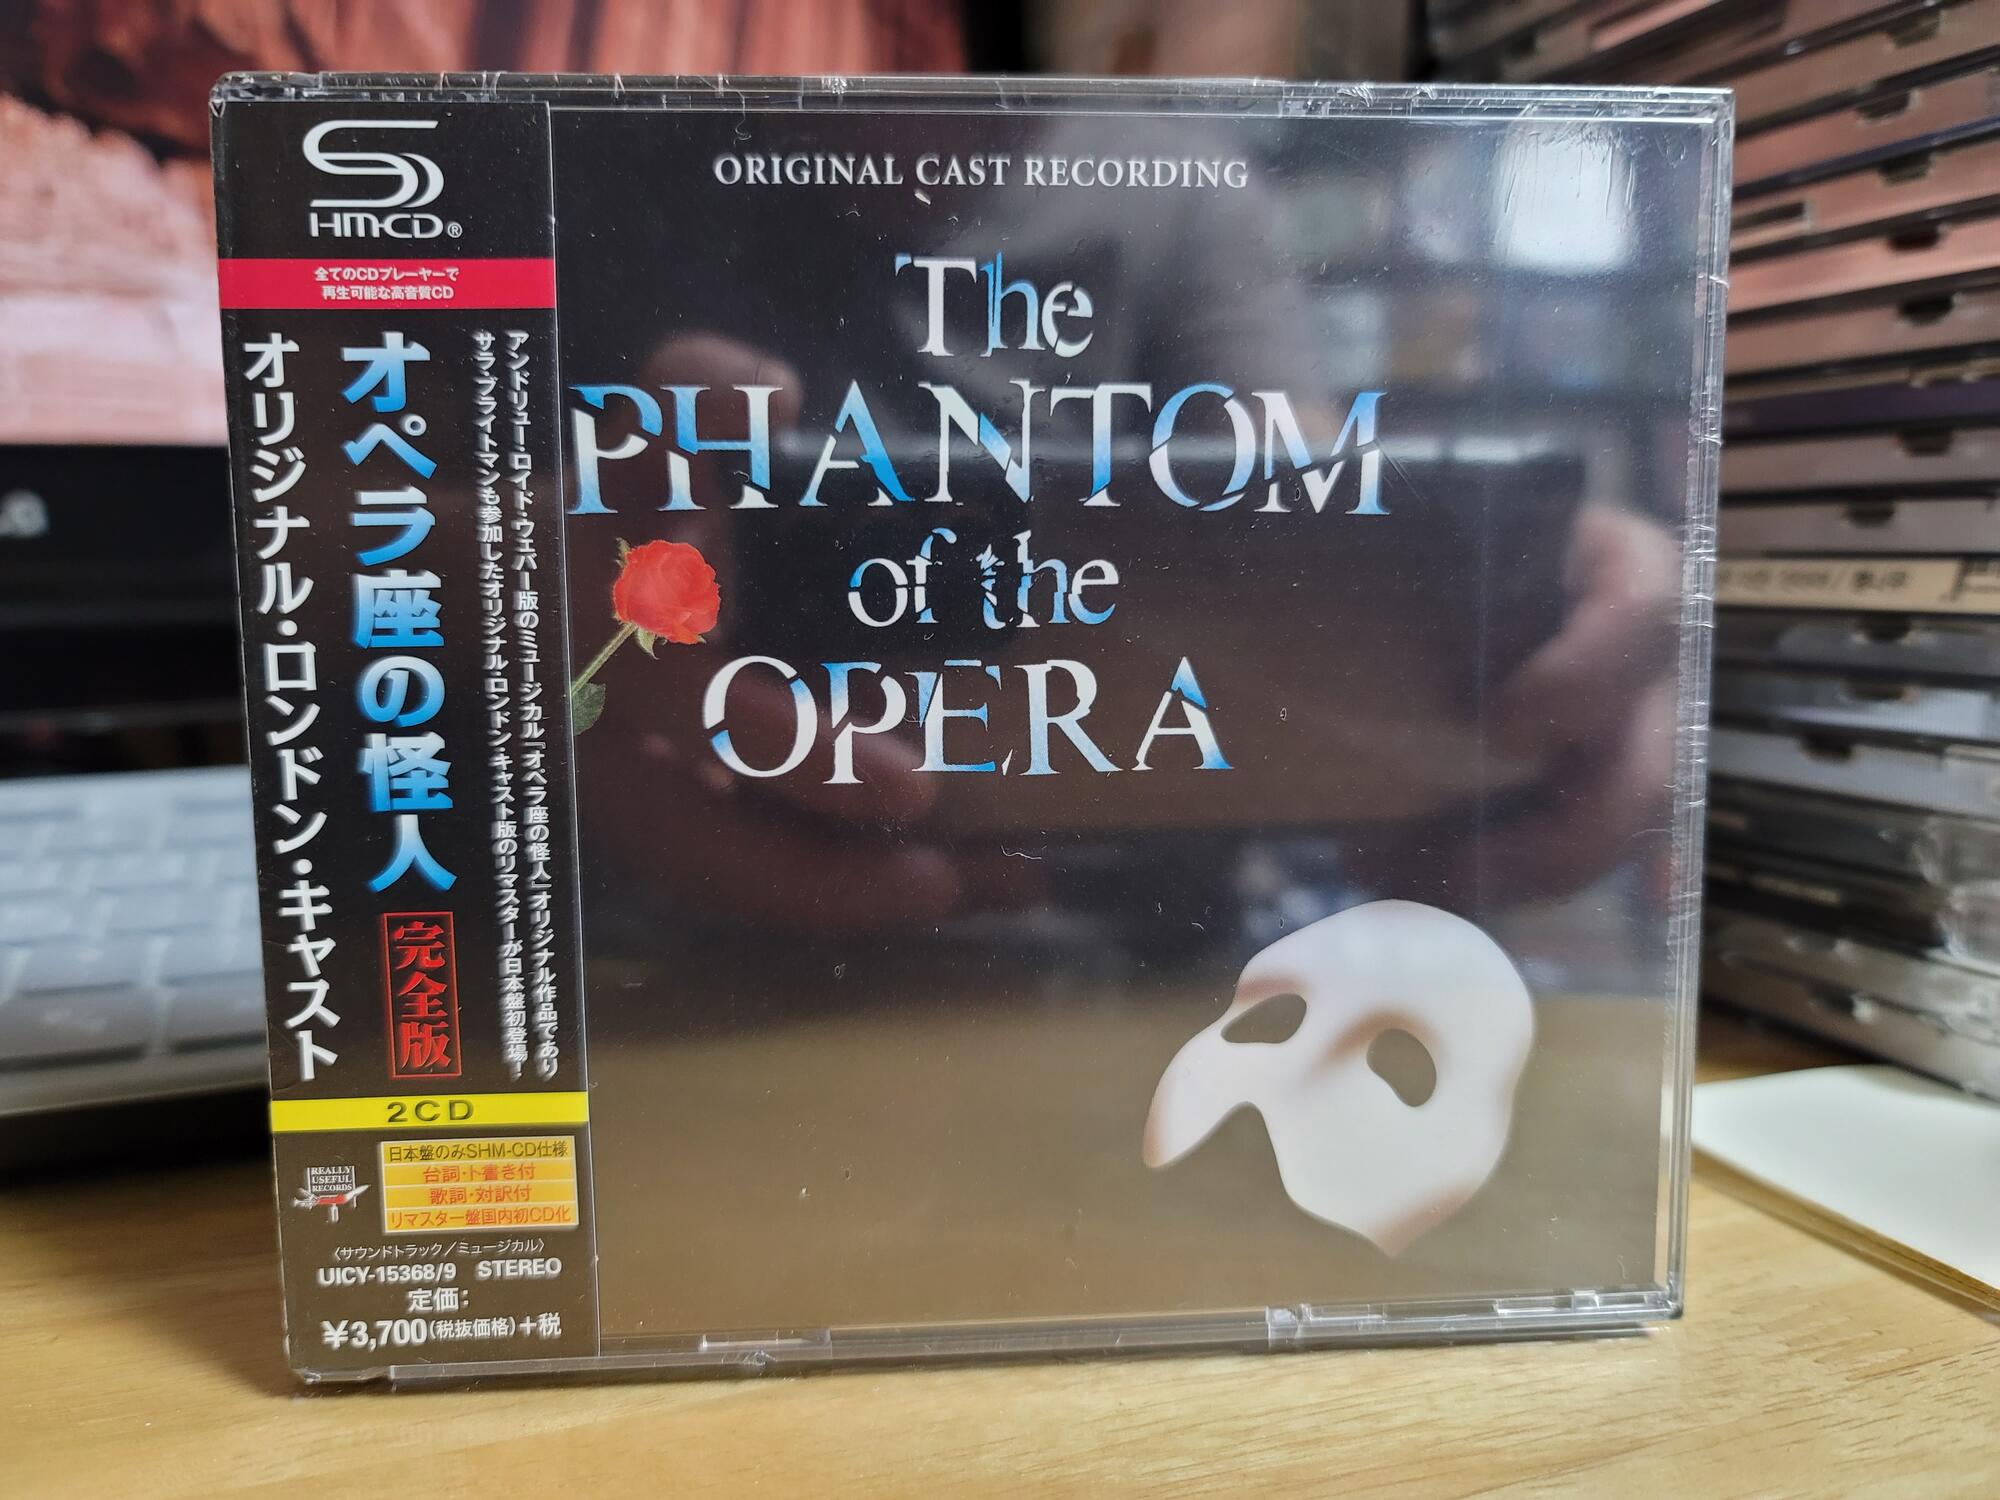 SHM-CD®
全てのCDプレーヤーで
再生可能な高音質CD
アンドリュー・ロイド・ウエバー版のミュージカル「オペラ座の怪人」オリジナル作品であり
サラ・ブライトマンも参加したオリジナル・ロンドン・キャスト版のリマスターが日本盤初登場!
オペラ座の怪人 完全版
オリジナル・ロンドン・キャスト
2CD
REALLY
USEFUL
RECORDS
日本盤のみSHM-CD仕様
台詞・ト書き付
歌詞・対訳付
リマスター盤国内初CD化
〈サウンドトラック/ミュージカル〉
UICY-15368/9 STEREO
定価:
¥3,700(税抜価格)+税
ORIGINAL CAST RECORDING
The
PHANTOM
of the
OPERA